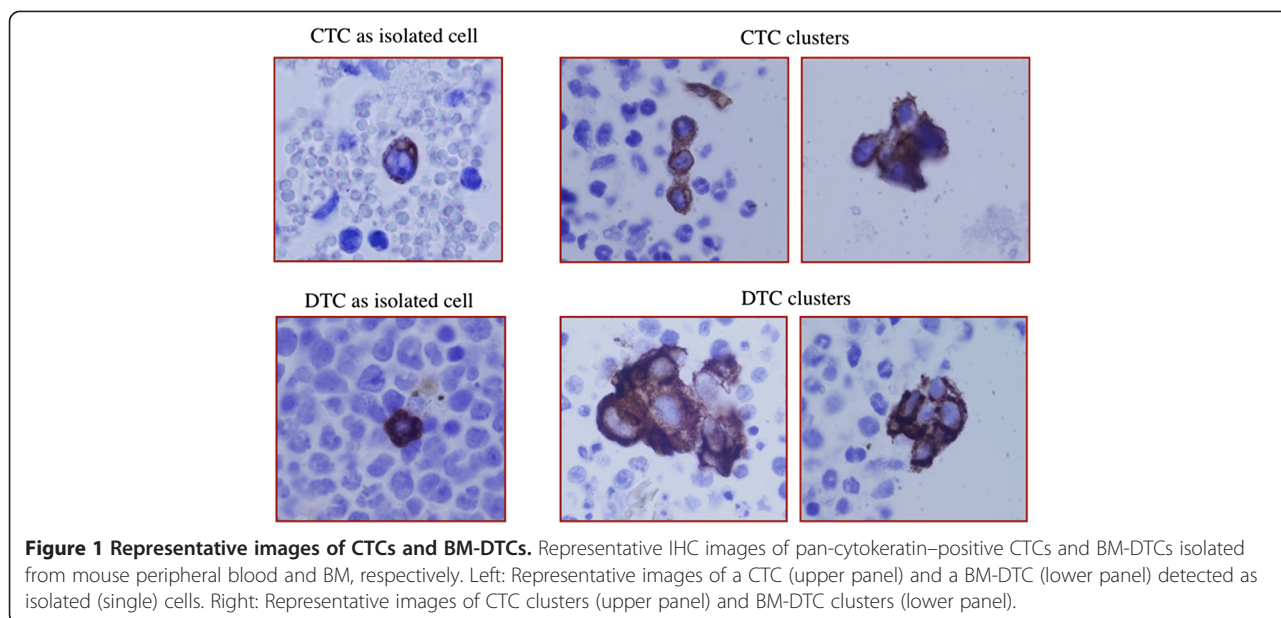 CTC as isolated cell
CTC clusters
DTC as isolated cell
DTC clusters
Figure 1 Representative images of CTCs and BM-DTCs. Representative IHC images of pan-cytokeratin–positive CTCs and BM-DTCs isolated
from mouse peripheral blood and BM, respectively. Left: Representative images of a CTC (upper panel) and a BM-DTC (lower panel) detected as
isolated (single) cells. Right: Representative images of CTC clusters (upper panel) and BM-DTC clusters (lower panel).